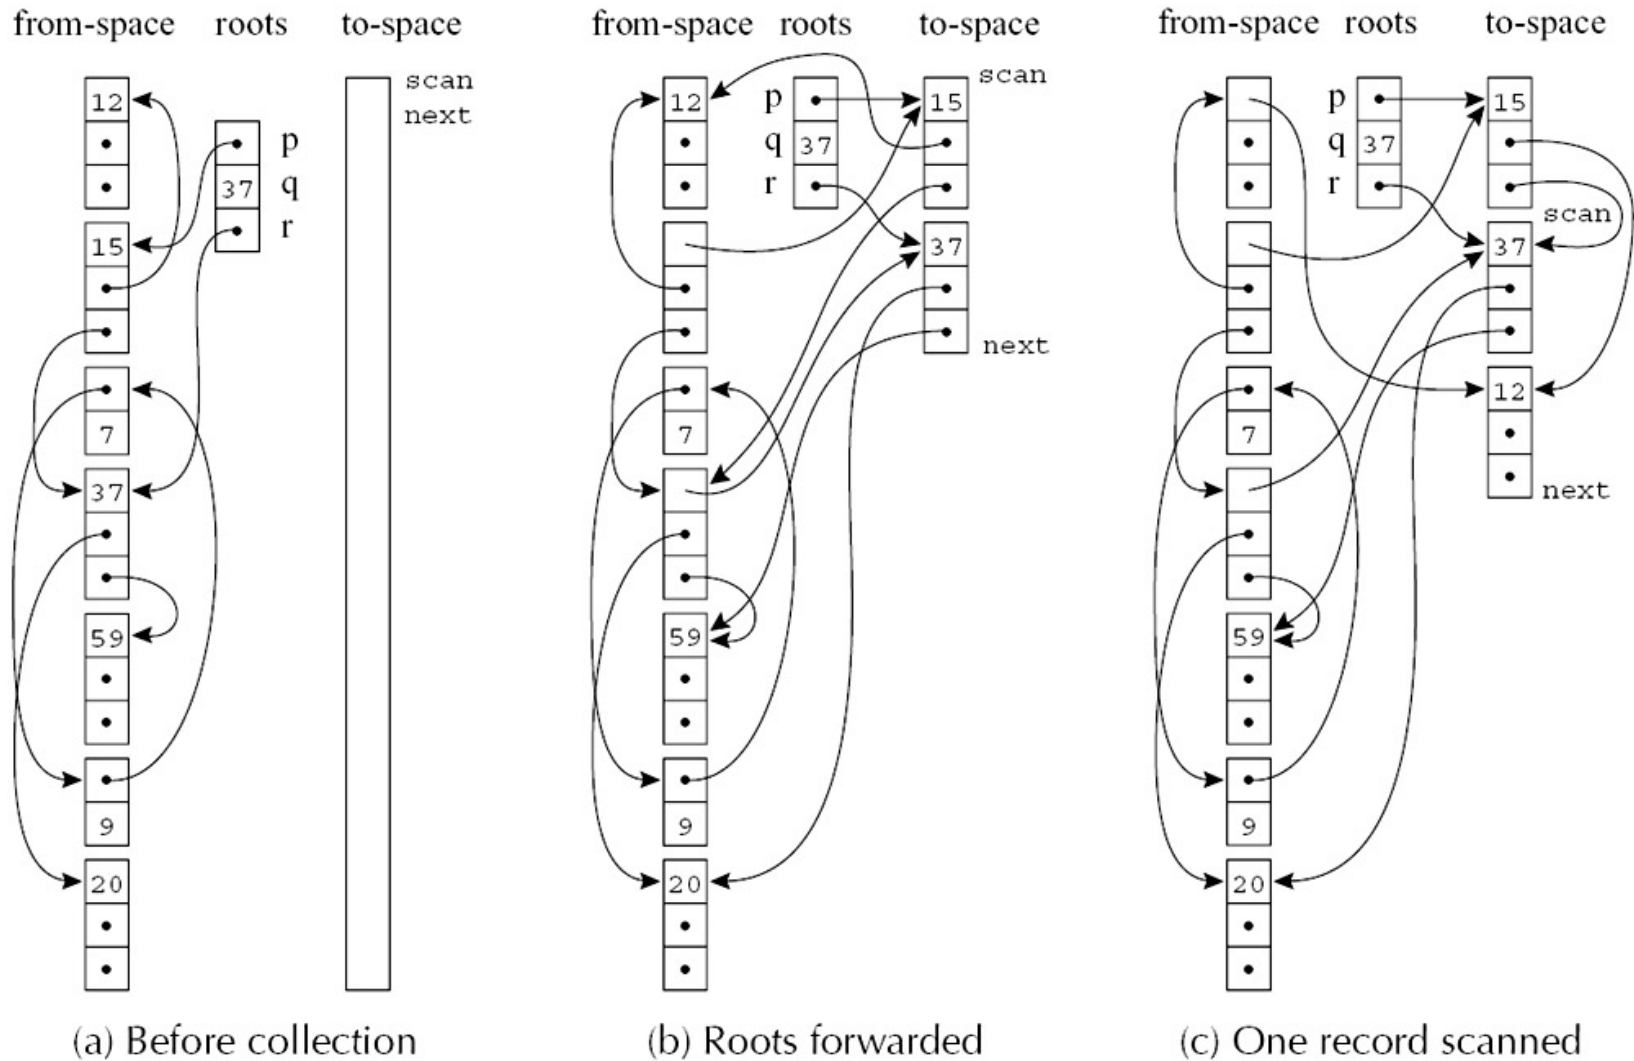 from-space roots to-space
12
15
7
37
59
9
20
p
37 q
r
scan
next
(a) Before collection
from-space roots to-space
12
7
59
9
20
p
q 37
r
15
37
scan
next
(b) Roots forwarded
from-space roots to-space
7
59
9
20
p
q 37
r
15
scan
37
12
next
(c) One record scanned